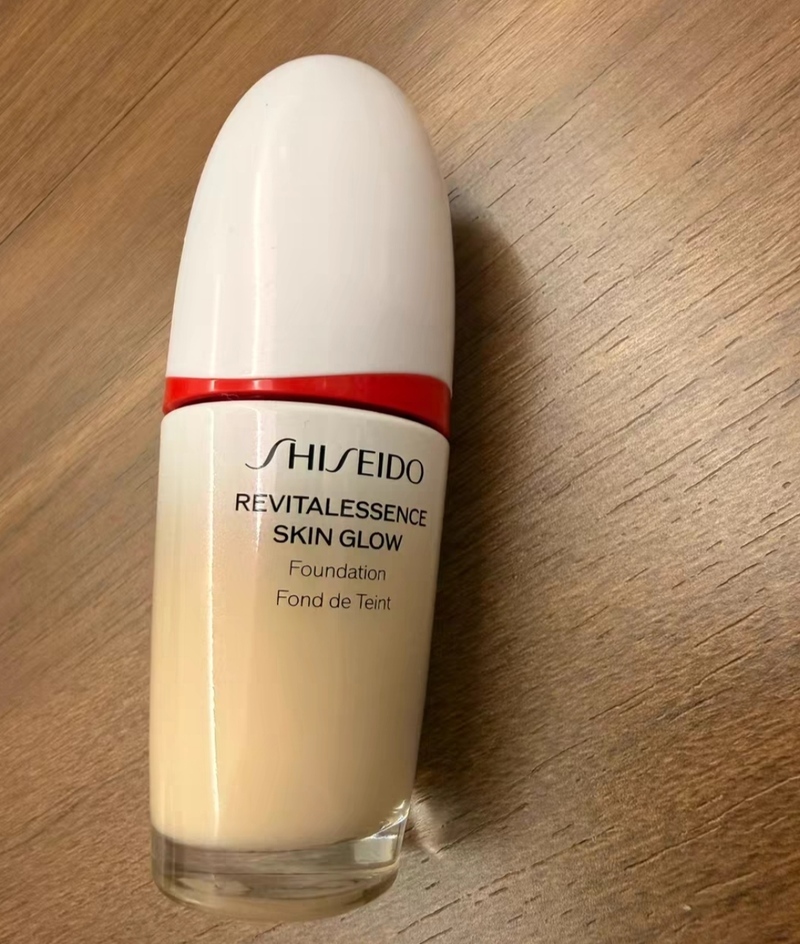 SHISEIDO
REVITALESSENCE
SKIN GLOW
Foundation
Fond de Teint